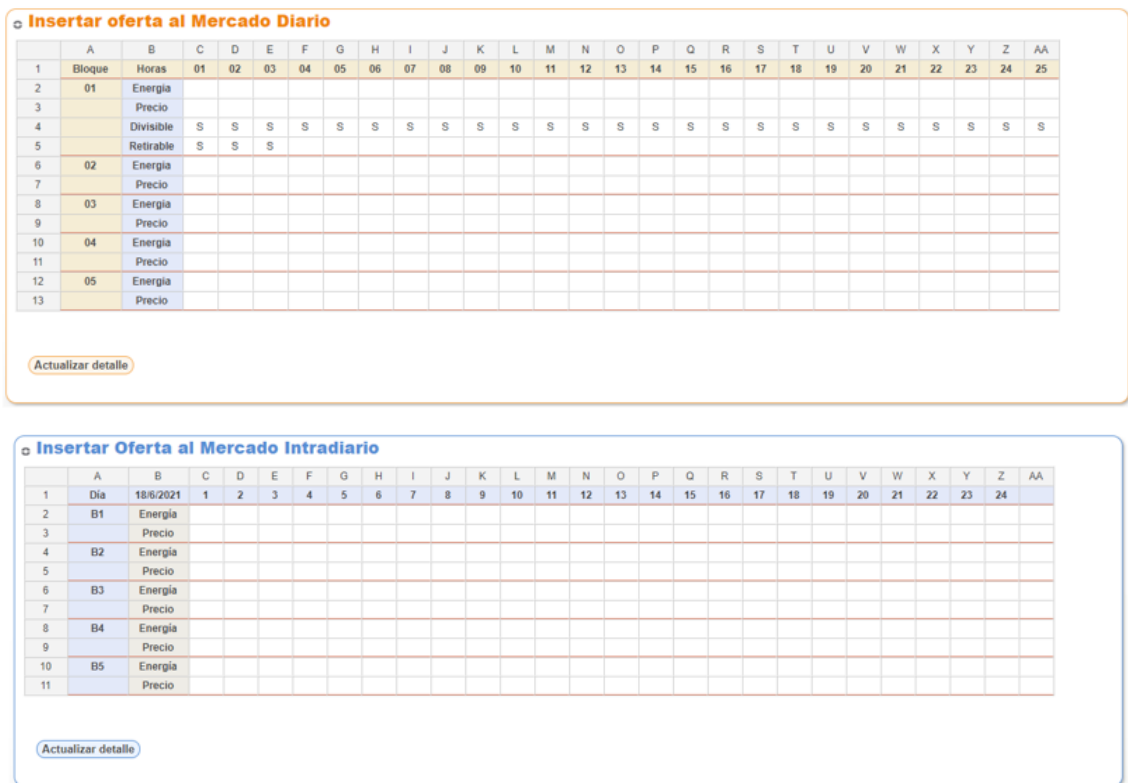 Insertar oferta al Mercado Diario
A B C D E F G H I J K L M N O P Q R S T U V W X Y Z AA
1 Bloque Horas 01 02 03 04 05 06 07 08 09 10 11 12 13 14 15 16 17 18 19 20 21 22 23 24 25
2 01 Energía
3 Precio
4 Divisible S S S S S S S S S S S S S S S S S S S S S S S S S
5 Retirable S S S
6 02 Energía
7 Precio
8 03 Energía
9 Precio
10 04 Energía
11 Precio
12 05 Energía
13 Precio
Actualizar detalle
Insertar Oferta al Mercado Intradiario
A B C D E F G H I J K L M N O P Q R S T U V W X Y Z AA
1 Día 18/6/2021 1 2 3 4 5 6 7 8 9 10 11 12 13 14 15 16 17 18 19 20 21 22 23 24
2 B1 Energía
3 Precio
4 B2 Energía
5 Precio
6 B3 Energía
7 Precio
8 B4 Energía
9 Precio
10 B5 Energía
11 Precio
Actualizar detalle